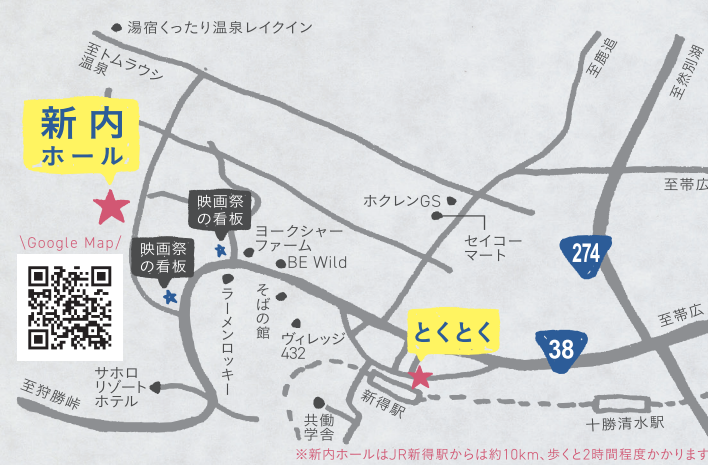 湯宿くったり温泉レイクイン
至トムラウシ
温泉
至鹿追
至然別湖
新内
ホール
至帯広
映画祭
の看板
ホクレンGS
セイコー
マート
\Google Map/
映画祭
の看板
ヨークシャー
ファーム
BE Wild
274
ラーメンロッキー
そばの館
ヴィレッジ
432
とくとく
38
至帯広
サホロ
リゾート
ホテル
至狩勝峠
新得駅
共働
学舎
十勝清水駅
※新内ホールはJR新得駅からは約10km、歩くと2時間程度かかります